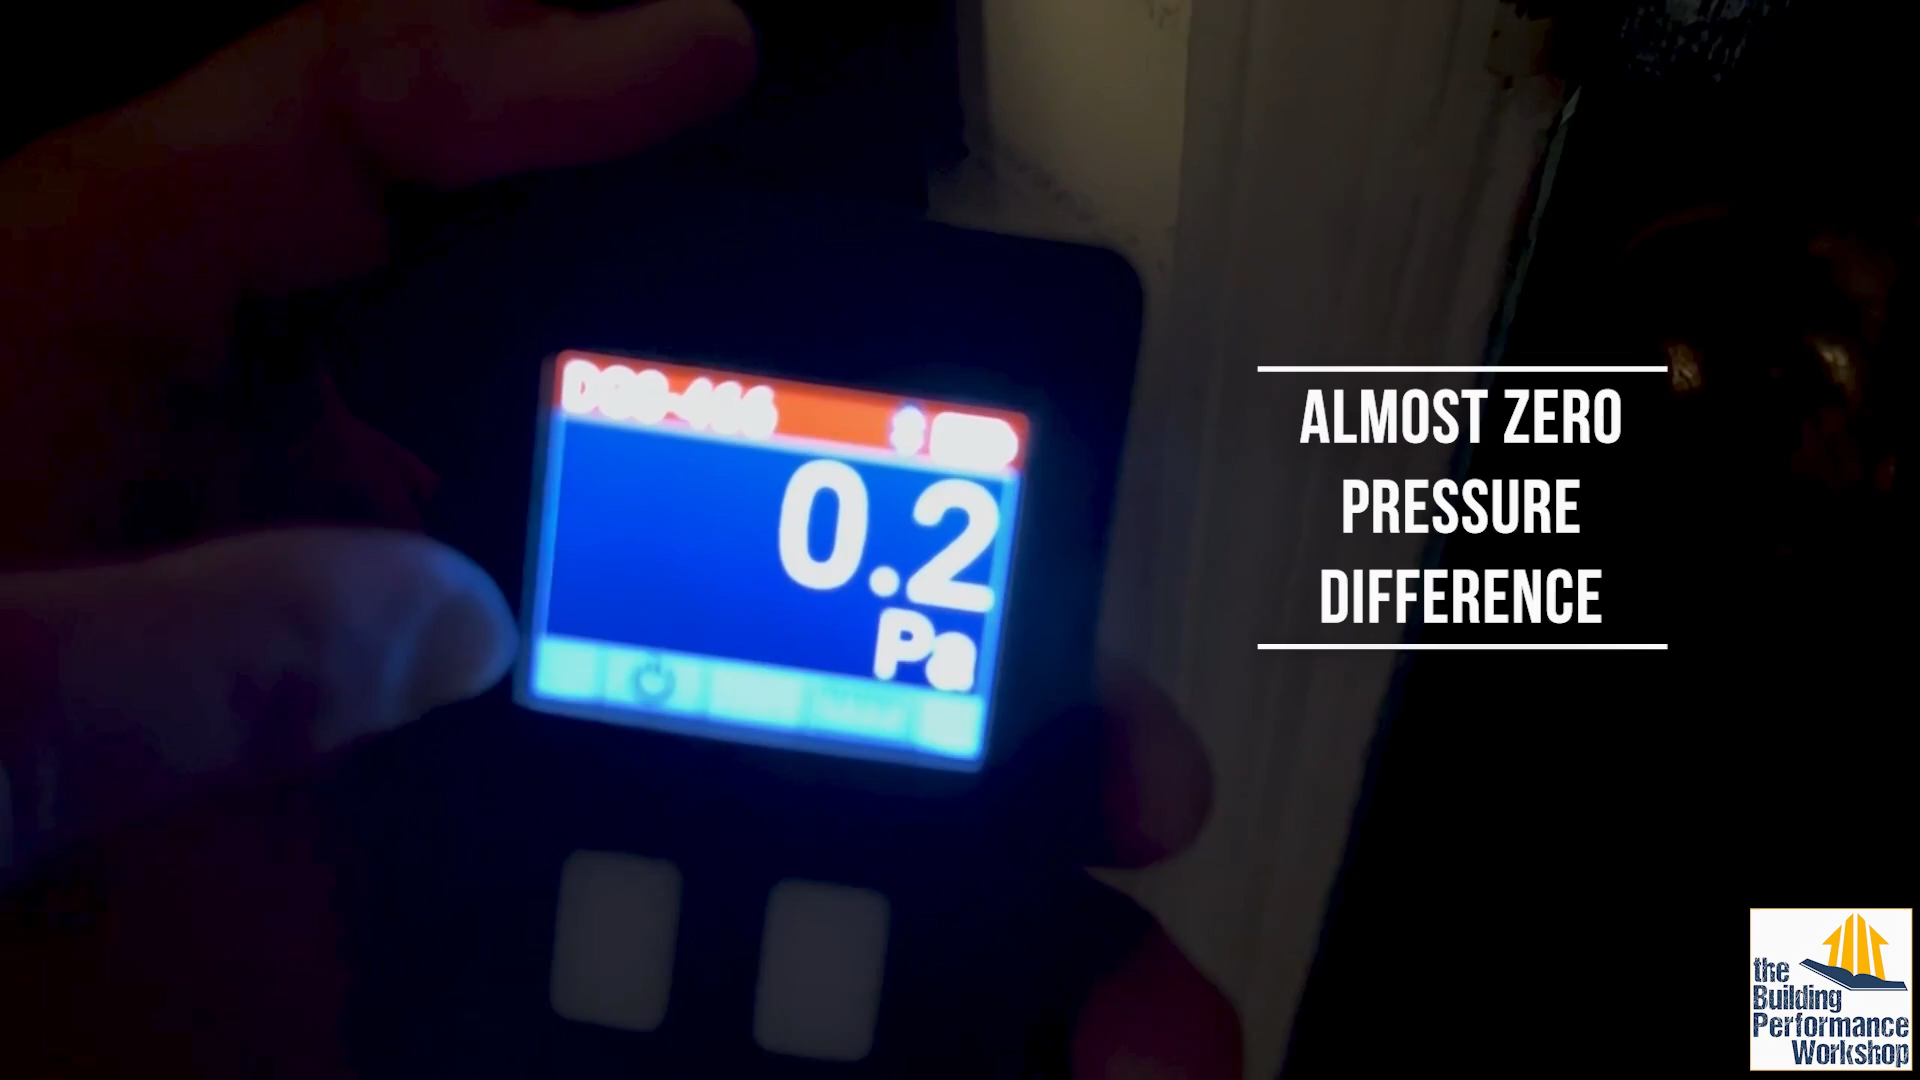 0.2
Pa
ALMOST ZERO
PRESSURE
DIFFERENCE
the
Building
Performance
Workshop